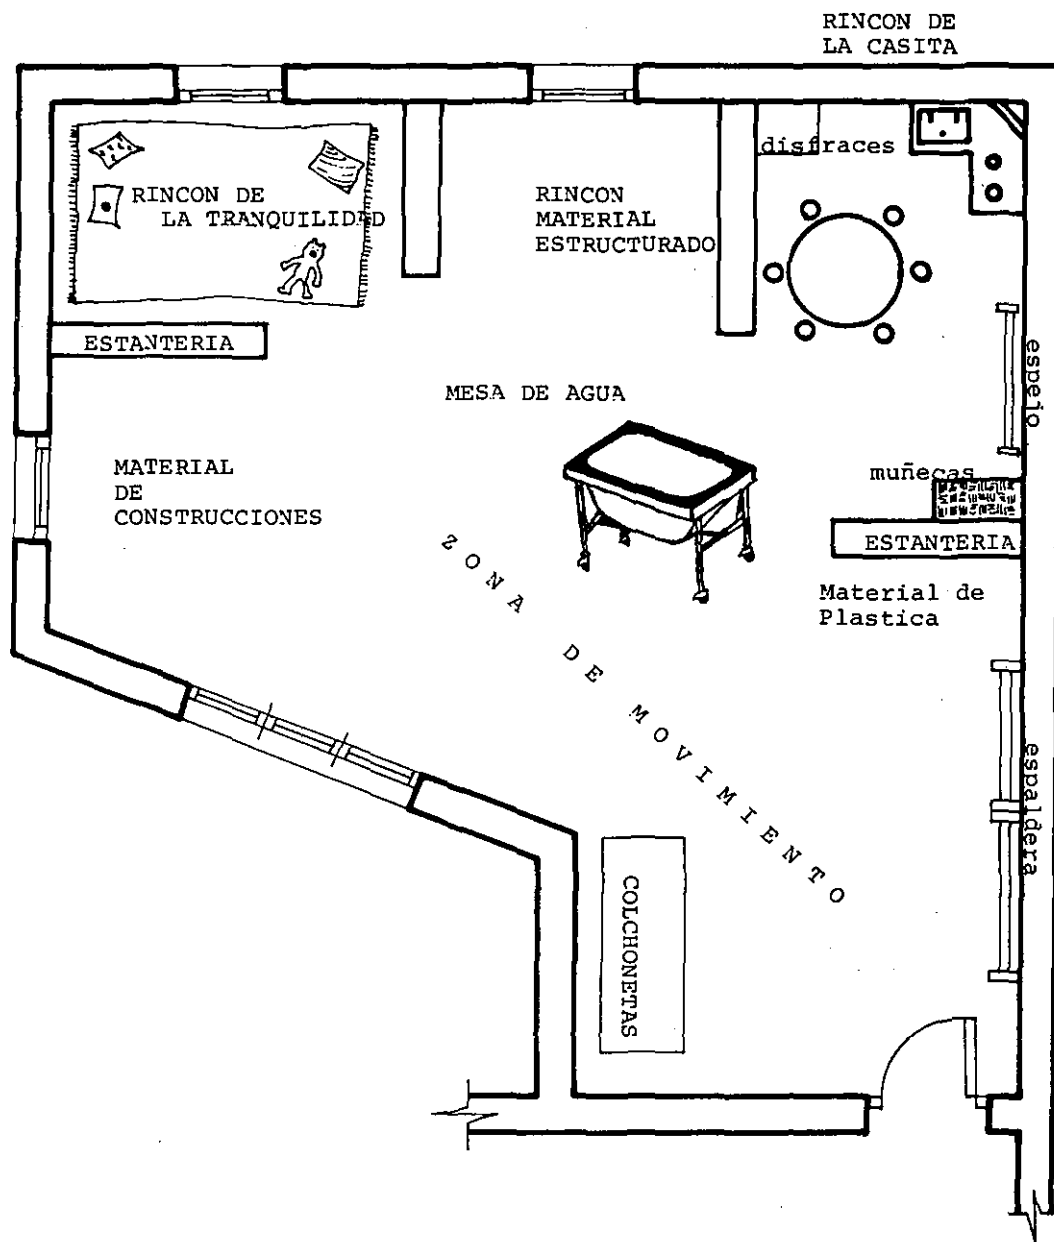 RINCON DE
LA CASITA
disfraces
RINCON DE
LA TRANQUILIDAD
RINCON
MATERIAL
ESTRUCTURADO
ESTANTERIA
espejo
MESA DE AGUA
MATERIAL
DE
CONSTRUCCIONES
muñecas
ESTANTERIA
Material de
Plastica
ZONA DE MOVIMIENTO
espaldera
COLCHONETAS